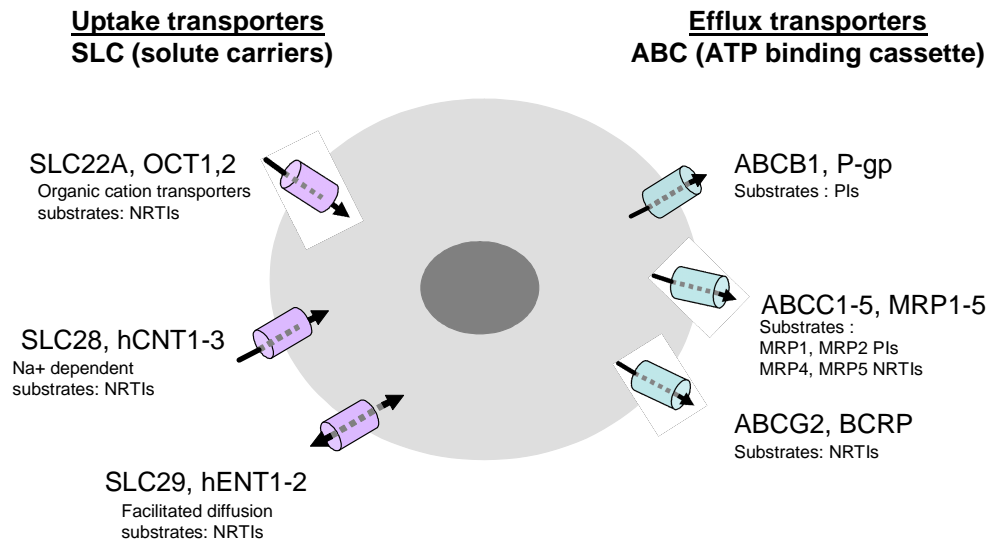 Uptake transporters
SLC (solute carriers)
Efflux transporters
ABC (ATP binding cassette)
SLC22A, OCT1,2
Organic cation transporters
substrates: NRTIs
SLC28, hCNT1-3
Na+ dependent
substrates: NRTIs
SLC29, hENT1-2
Facilitated diffusion
substrates: NRTIs
ABCB1, P-gp
Substrates : PIs
ABCC1-5, MRP1-5
Substrates :
MRP1, MRP2 PIs
MRP4, MRP5 NRTIs
ABCG2, BCRP
Substrates: NRTIs